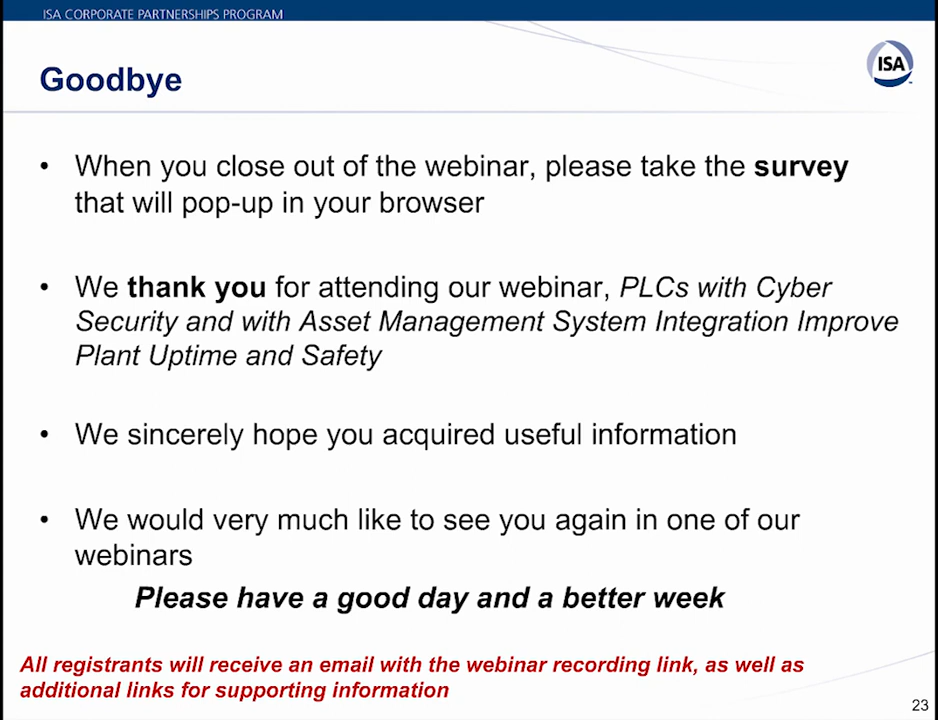 ISA CORPORATE PARTNERSHIPS PROGRAM
Goodbye
ISA
• When you close out of the webinar, please take the survey
that will pop-up in your browser
• We thank you for attending our webinar, PLCs with Cyber
Security and with Asset Management System Integration Improve
Plant Uptime and Safety
• We sincerely hope you acquired useful information
• We would very much like to see you again in one of our
webinars
Please have a good day and a better week
All registrants will receive an email with the webinar recording link, as well as
additional links for supporting information
23